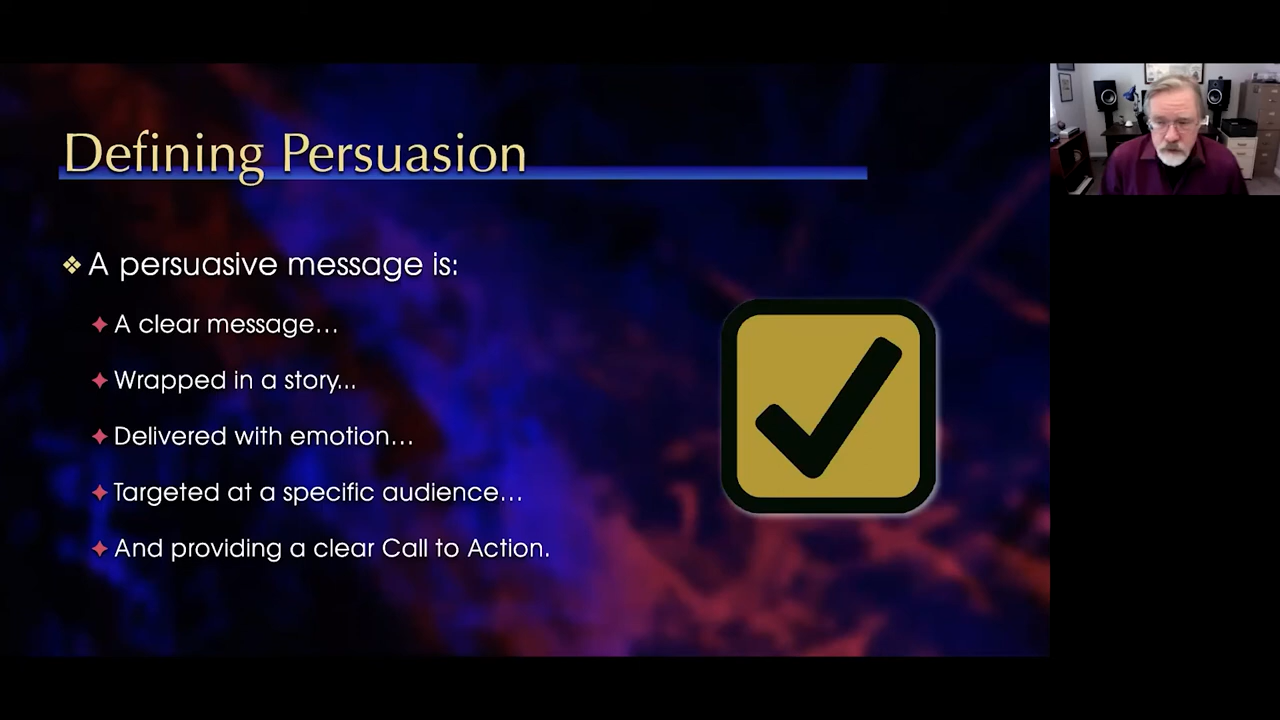 Defining Persuasion
A persuasive message is:
A clear message…
Wrapped in a story...
Delivered with emotion…
Targeted at a specific audience…
And providing a clear Call to Action.